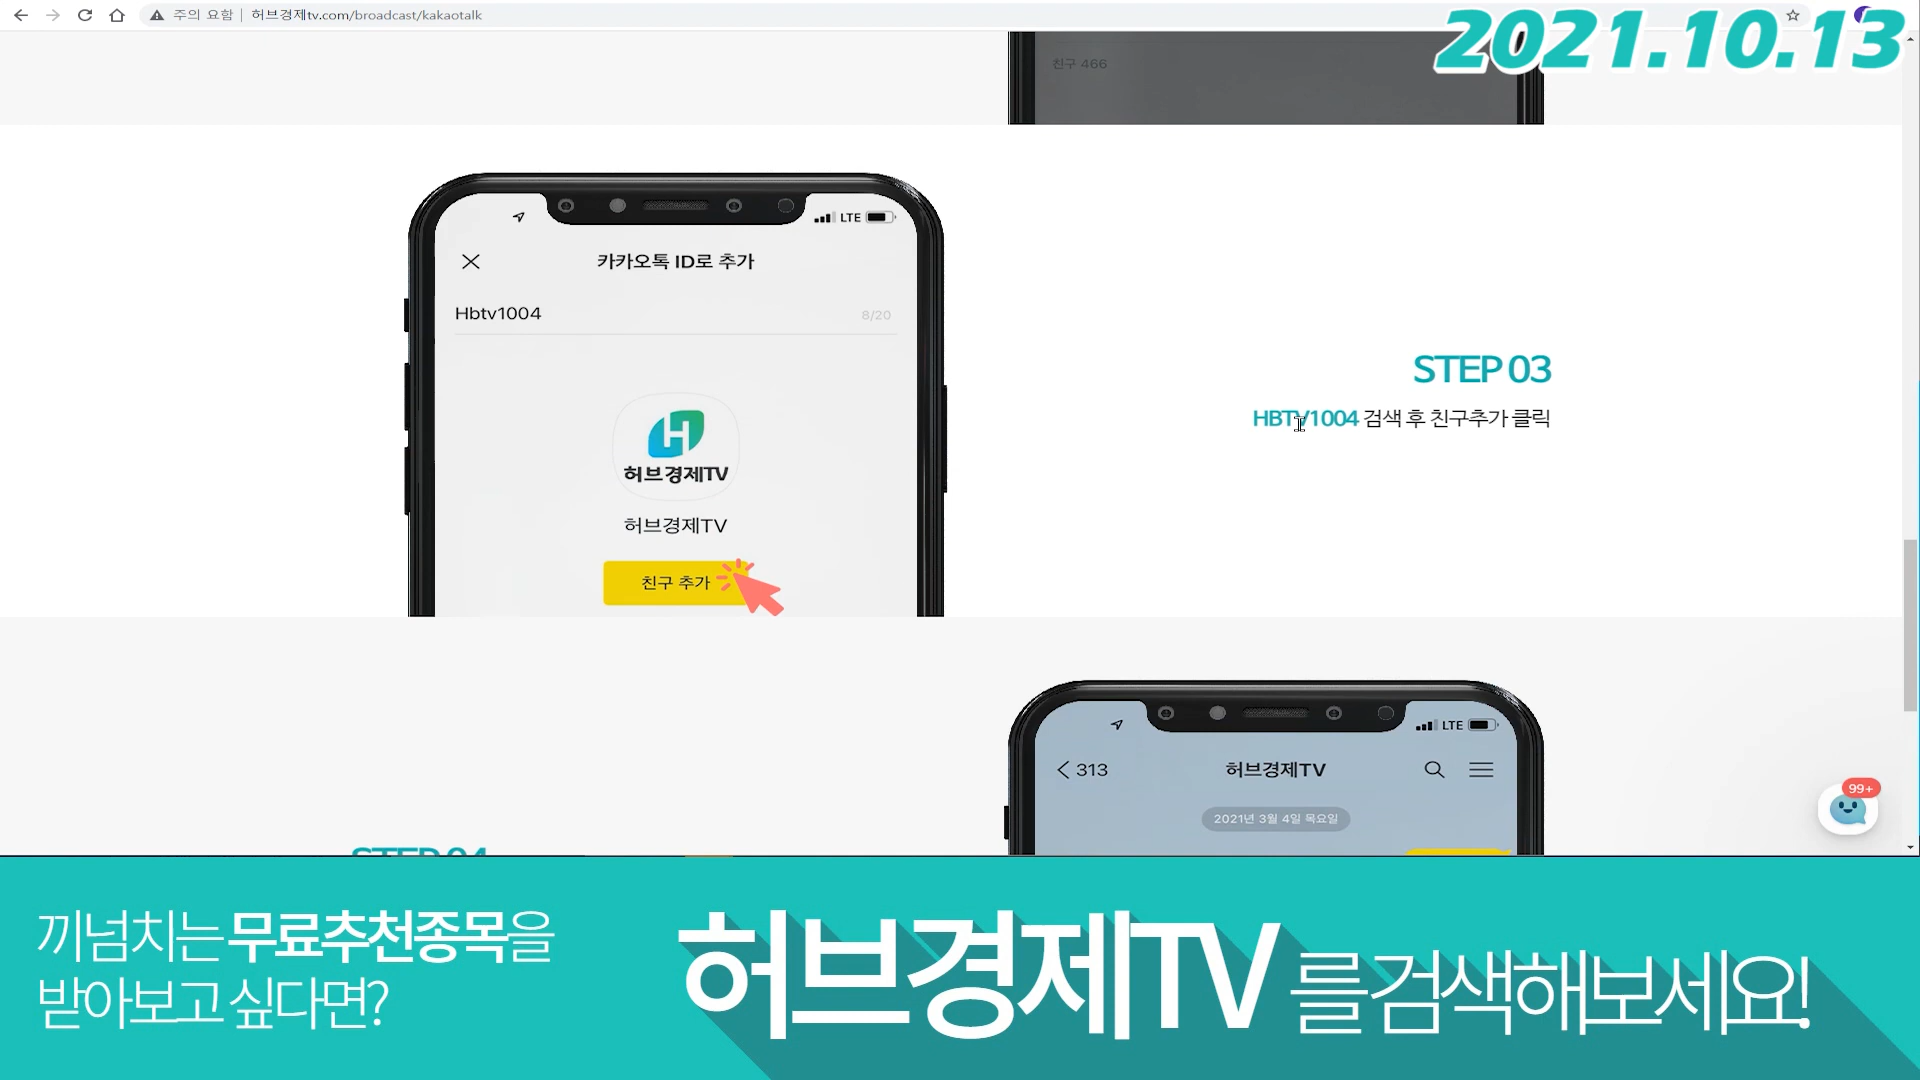 주의 요함 | 허브경제tv.com/broadcast/kakaotalk
2021.10.13
친구 466
LTE
카카오톡 ID로 추가
Hbtv1004
8/20
허브경제TV
허브경제TV
친구 추가
STEP 03
HBTV1004 검색 후 친구추가 클릭
LTE
313
허브경제TV
2021년 3월 4일 목요일
99+
STEP 04
끼넘치는 무료추천종목을
받아보고 싶다면?
허브경제TV를 검색해보세요!